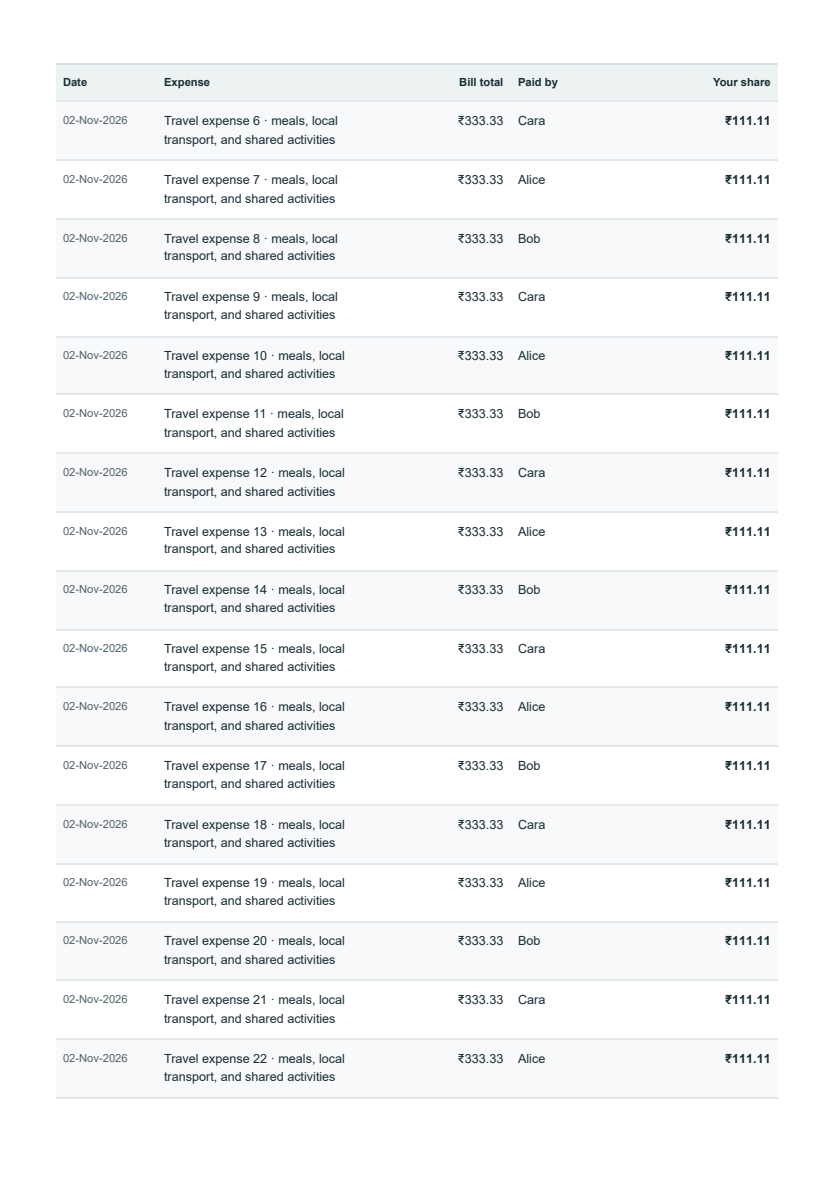 Date Expense Bill total Paid by Your share
02-Nov-2026 Travel expense 6 · meals, local ₹333.33 Cara ₹111.11
transport, and shared activities
02-Nov-2026 Travel expense 7 · meals, local ₹333.33 Alice ₹111.11
transport, and shared activities
02-Nov-2026 Travel expense 8 · meals, local ₹333.33 Bob ₹111.11
transport, and shared activities
02-Nov-2026 Travel expense 9 · meals, local ₹333.33 Cara ₹111.11
transport, and shared activities
02-Nov-2026 Travel expense 10 · meals, local ₹333.33 Alice ₹111.11
transport, and shared activities
02-Nov-2026 Travel expense 11 · meals, local ₹333.33 Bob ₹111.11
transport, and shared activities
02-Nov-2026 Travel expense 12 · meals, local ₹333.33 Cara ₹111.11
transport, and shared activities
02-Nov-2026 Travel expense 13 · meals, local ₹333.33 Alice ₹111.11
transport, and shared activities
02-Nov-2026 Travel expense 14 · meals, local ₹333.33 Bob ₹111.11
transport, and shared activities
02-Nov-2026 Travel expense 15 · meals, local ₹333.33 Cara ₹111.11
transport, and shared activities
02-Nov-2026 Travel expense 16 · meals, local ₹333.33 Alice ₹111.11
transport, and shared activities
02-Nov-2026 Travel expense 17 · meals, local ₹333.33 Bob ₹111.11
transport, and shared activities
02-Nov-2026 Travel expense 18 · meals, local ₹333.33 Cara ₹111.11
transport, and shared activities
02-Nov-2026 Travel expense 19 · meals, local ₹333.33 Alice ₹111.11
transport, and shared activities
02-Nov-2026 Travel expense 20 · meals, local ₹333.33 Bob ₹111.11
transport, and shared activities
02-Nov-2026 Travel expense 21 · meals, local ₹333.33 Cara ₹111.11
transport, and shared activities
02-Nov-2026 Travel expense 22 · meals, local ₹333.33 Alice ₹111.11
transport, and shared activities